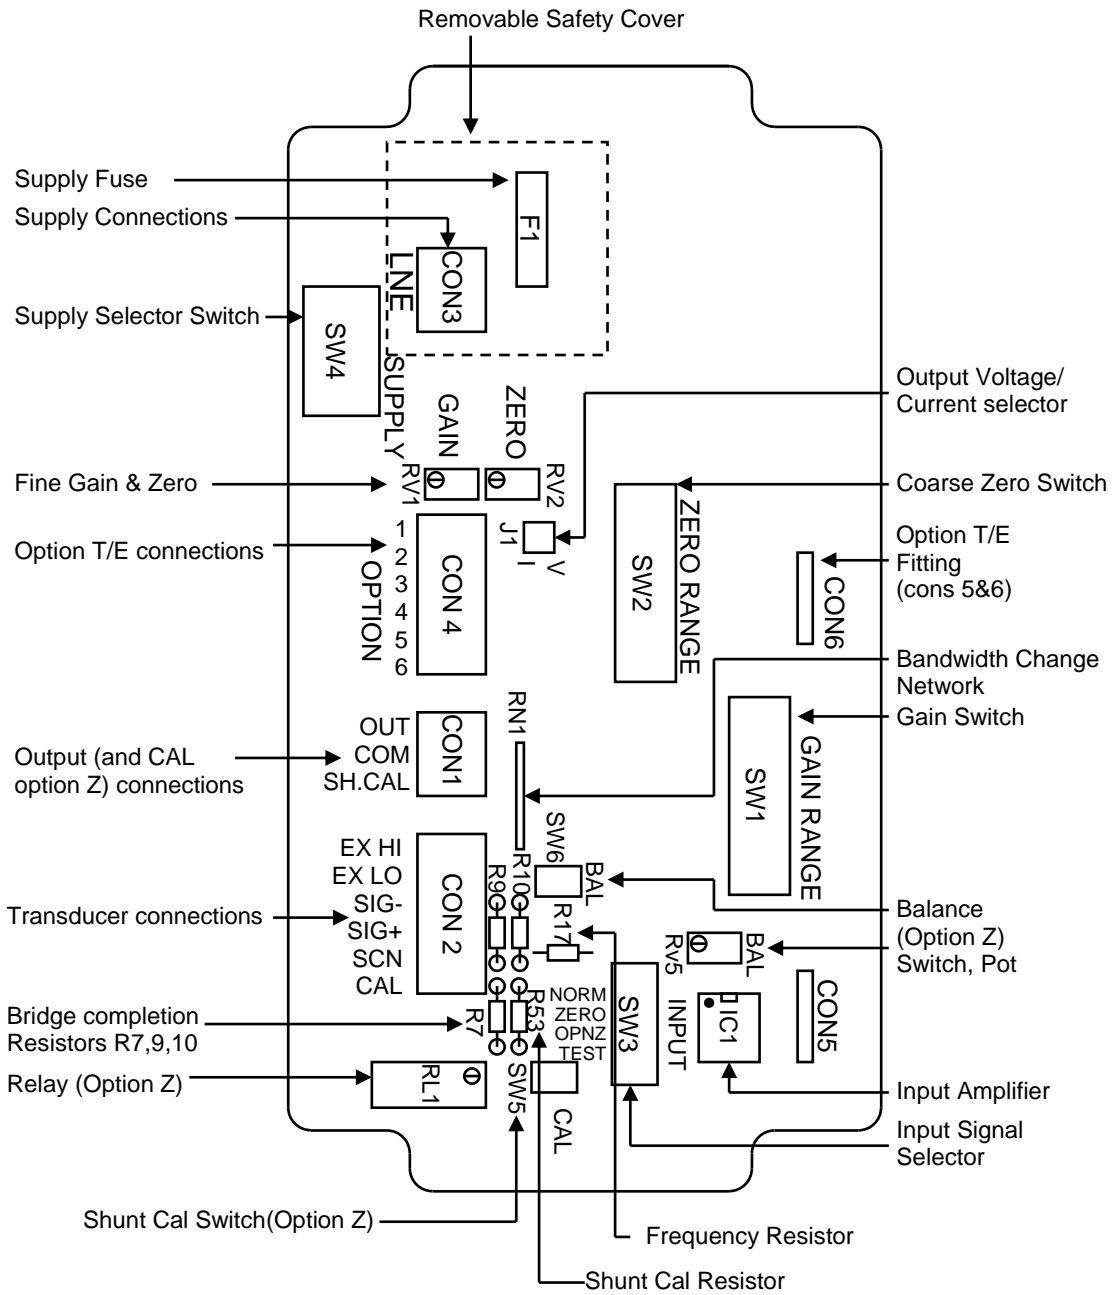 Removable Safety Cover
Supply Fuse
Supply Connections
F1
CON3
LNE
Supply Selector Switch
SW4
SUPPLY
GAIN
ZERO
Output Voltage/
Current selector
Fine Gain & Zero
RV1
RV2
Coarse Zero Switch
Option T/E connections
1
2
3
4
5
6
OPTION
CON 4
J1
I
V
SW2
ZERO RANGE
Option T/E
Fitting
(cons 5&6)
CON6
Bandwidth Change
Network
Gain Switch
RN1
OUT
COM
SH.CAL
CON1
Output (and CAL
option Z) connections
SW1
GAIN RANGE
EX HI
EX LO
SIG-
SIG+
SCN
CAL
CON 2
R9
R10
SW6
BAL
R17
Transducer connections
Balance
(Option Z)
Switch, Pot
Rv5
BAL
CON5
Bridge completion
Resistors R7,9,10
R7
R53
NORM
ZERO
OPNZ
TEST
SW3
INPUT
IC1
Relay (Option Z)
RL1
SW5
CAL
Input Amplifier
Input Signal
Selector
Shunt Cal Switch(Option Z)
Frequency Resistor
Shunt Cal Resistor